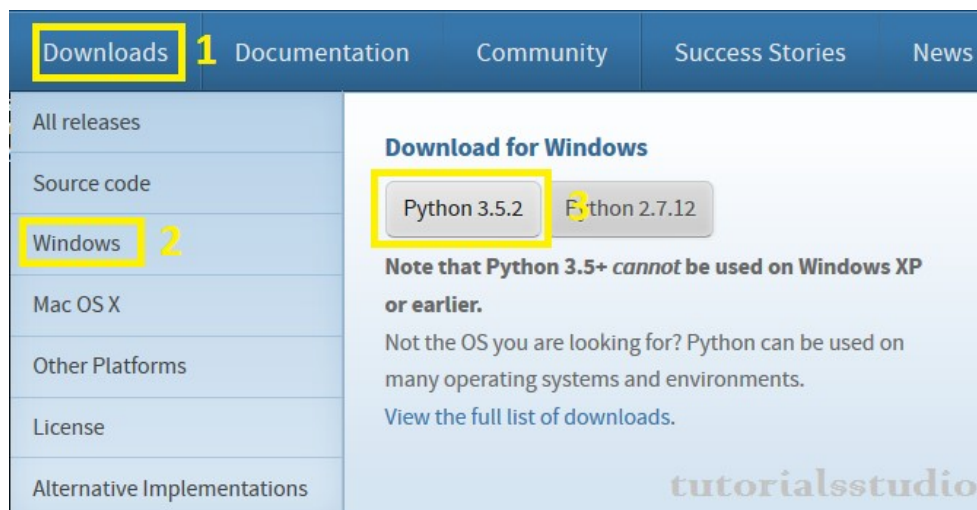 Downloads 1 Documentation Community Success Stories News
All releases
Source code
Windows 2
Mac OS X
Other Platforms
License
Alternative Implementations
Download for Windows
Python 3.5.2 3 Python 2.7.12
Note that Python 3.5+ cannot be used on Windows XP
or earlier.
Not the OS you are looking for? Python can be used on
many operating systems and environments.
View the full list of downloads.
tutorialsstudio